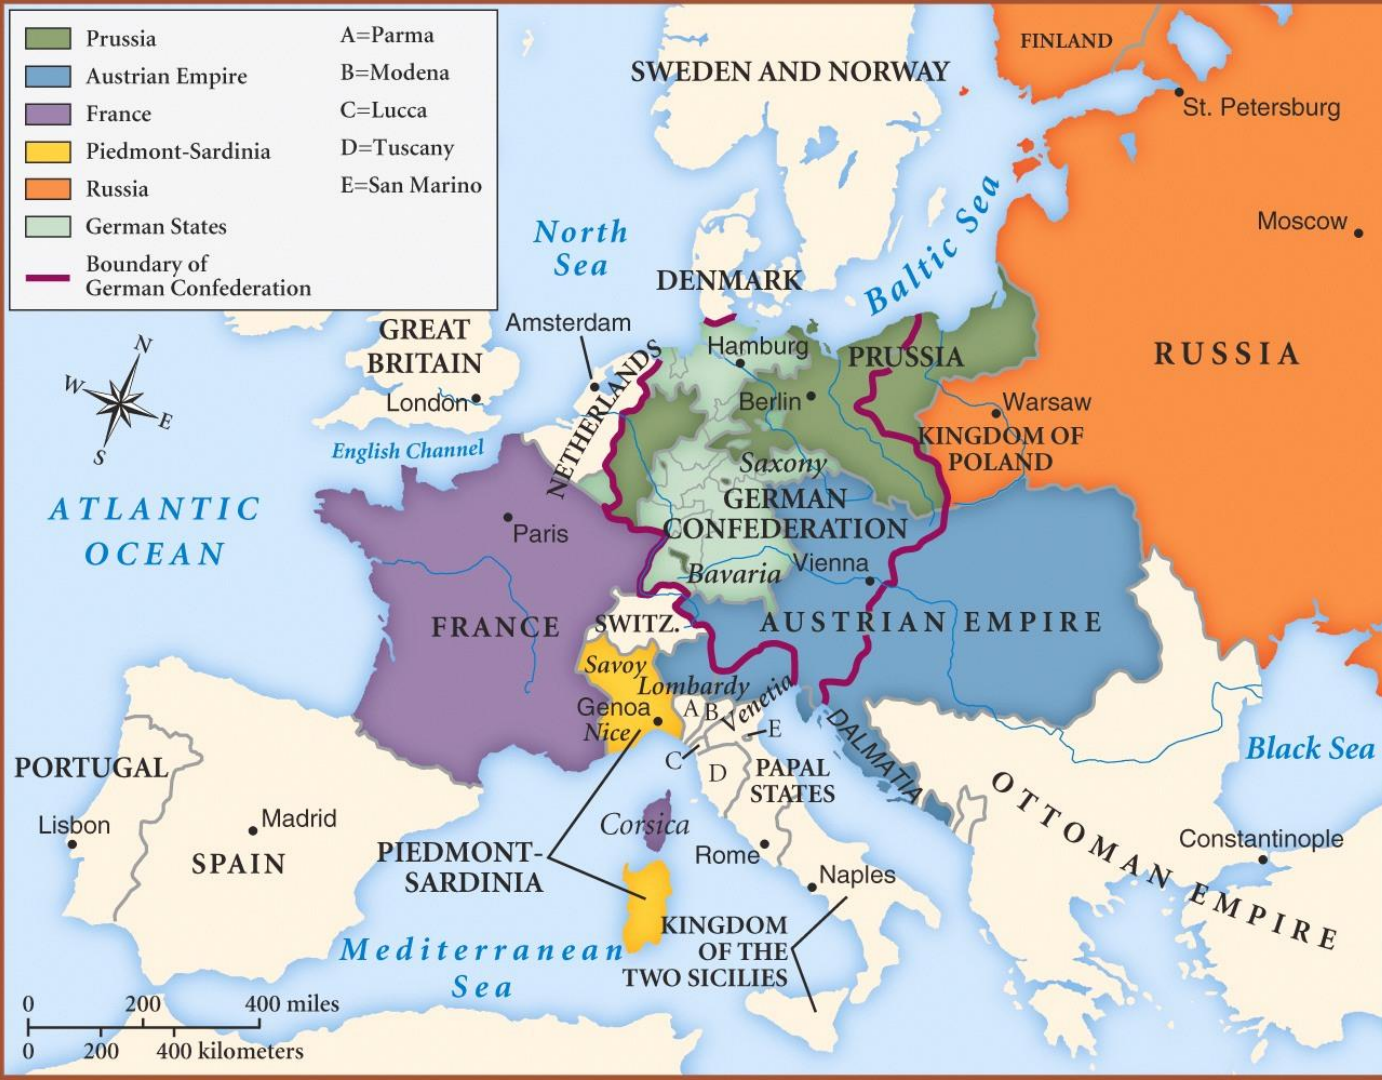 Prussia
Austrian Empire
France
Piedmont-Sardinia
Russia
German States
Boundary of
German Confederation
A=Parma
B=Modena
C=Lucca
D=Tuscany
E=San Marino
FINLAND
SWEDEN AND NORWAY
St. Petersburg
Moscow
North
Sea
Baltic Sea
DENMARK
GREAT
BRITAIN
London
Amsterdam
NETHERLANDS
Hamburg
PRUSSIA
Berlin
RUSSIA
Warsaw
KINGDOM OF
POLAND
N
W
E
S
English Channel
ATLANTIC
OCEAN
Saxony
GERMAN
CONFEDERATION
Paris
Bavaria
Vienna
FRANCE
SWITZ.
AUSTRIAN EMPIRE
Savoy
Lombardy
Venetia
Genoa
Nice
A
B
C
D
E
DALMATIA
PAPAL
STATES
Black Sea
PORTUGAL
Lisbon
Madrid
SPAIN
Corsica
PIEDMONT-
SARDINIA
Rome
Naples
OTTOMAN EMPIRE
Constantinople
KINGDOM
OF THE
TWO SICILIES
Mediterranean
Sea
0 200 400 miles
0 200 400 kilometers